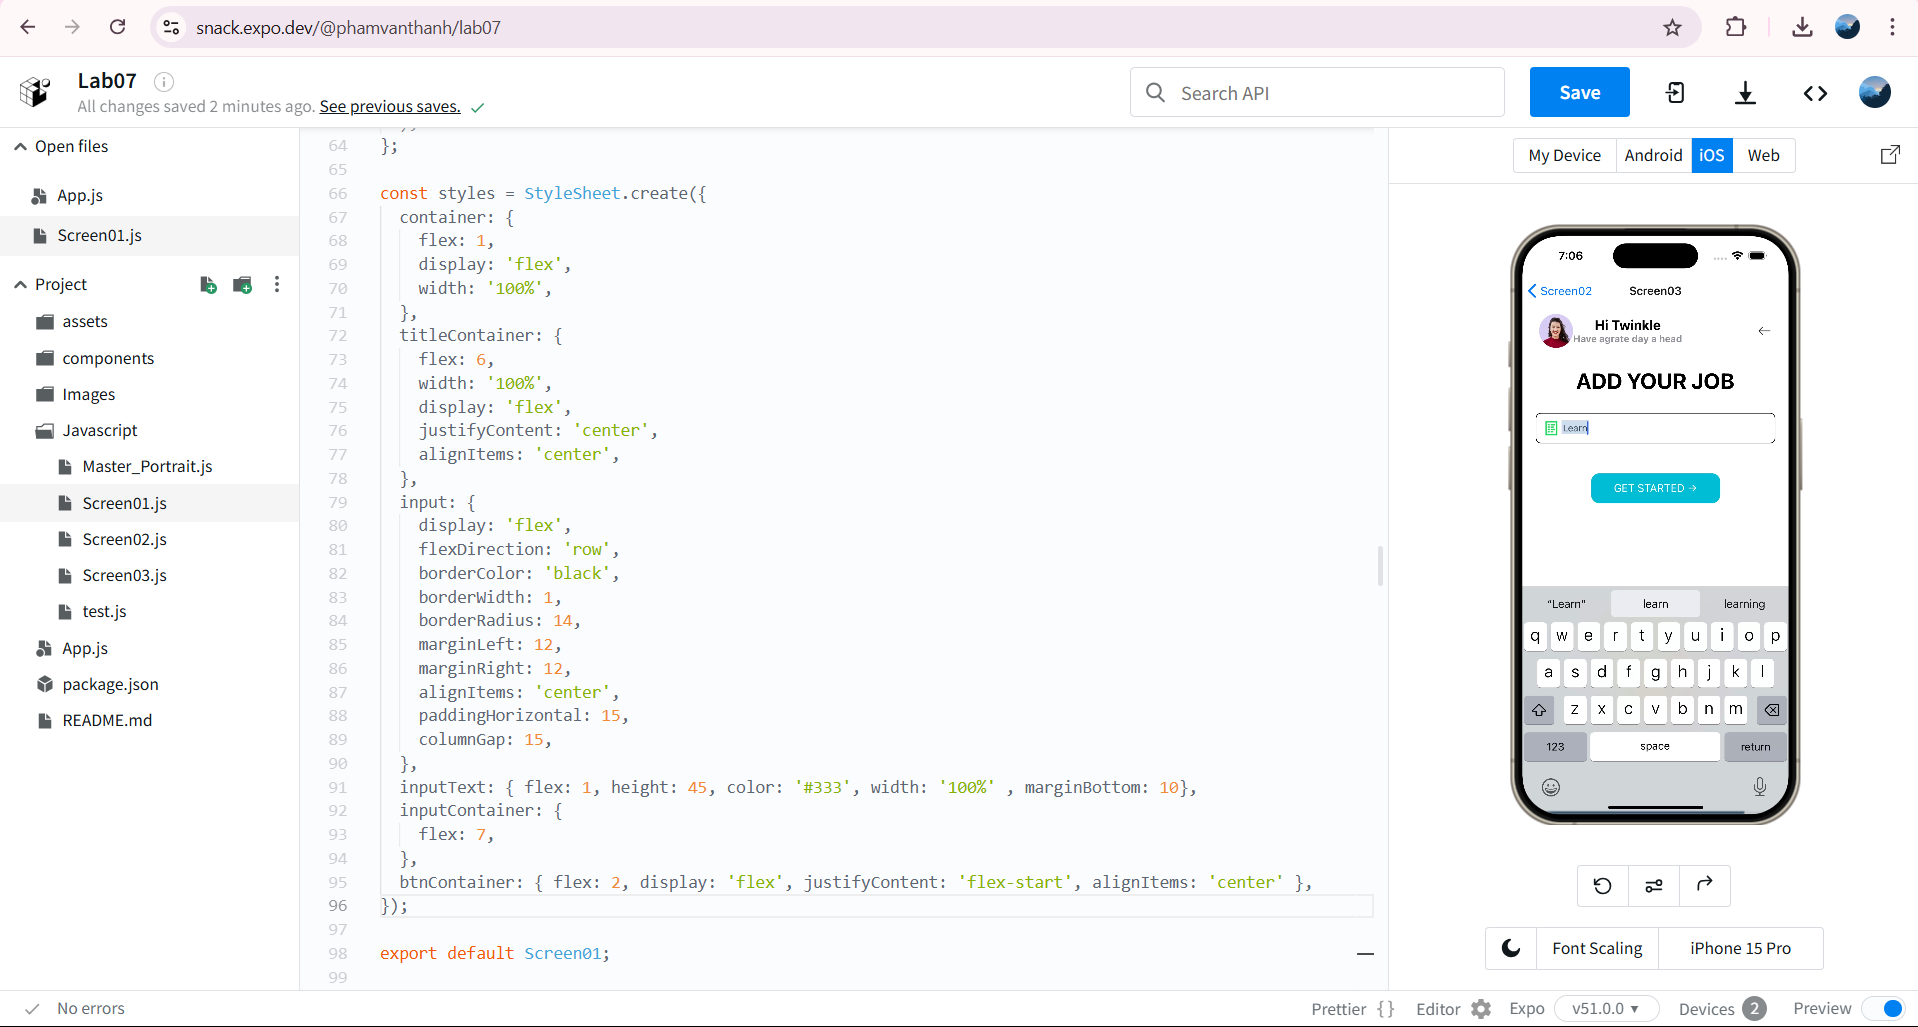 snack.expo.dev/@phamvanthanh/lab07
Lab07
All changes saved 2 minutes ago. See previous saves.
Search API
Save
Open files
App.js
Screen01.js
Project
assets
components
Images
Javascript
Master_Portrait.js
Screen01.js
Screen02.js
Screen03.js
test.js
App.js
package.json
README.md
64 };
65
66 const styles = StyleSheet.create({
67 container: {
68 flex: 1,
69 display: 'flex',
70 width: '100%',
71 },
72 titleContainer: {
73 flex: 6,
74 width: '100%',
75 display: 'flex',
76 justifyContent: 'center',
77 alignItems: 'center',
78 },
79 input: {
80 display: 'flex',
81 flexDirection: 'row',
82 borderColor: 'black',
83 borderWidth: 1,
84 borderRadius: 14,
85 marginLeft: 12,
86 marginRight: 12,
87 alignItems: 'center',
88 paddingHorizontal: 15,
89 columnGap: 15,
90 },
91 inputText: { flex: 1, height: 45, color: '#333', width: '100%' , marginBottom: 10},
92 inputContainer: {
93 flex: 7,
94 },
95 btnContainer: { flex: 2, display: 'flex', justifyContent: 'flex-start', alignItems: 'center' },
96 });
97
98 export default Screen01;
99
My Device Android iOS Web
7:06
Screen02 Screen03
Hi Twinkle
Have agrate day a head
ADD YOUR JOB
Learn
GET STARTED →
"Learn" learn learning
q w e r t y u i o p
a s d f g h j k l
z x c v b n m
123 space return
Font Scaling iPhone 15 Pro
No errors
Prettier {} Editor Expo v51.0.0 ▾ Devices 2 Preview